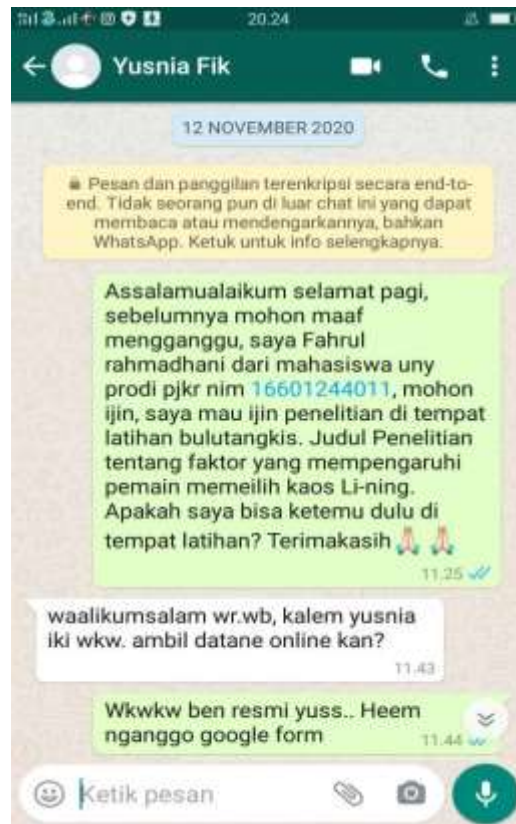 20.24
Yusnia Fik
12 NOVEMBER 2020
Pesan dan panggilan terenkripsi secara end-to-
end. Tidak seorang pun di luar chat ini yang dapat
membaca atau mendengarkannya, bahkan
WhatsApp. Ketuk untuk info selengkapnya.
Assalamualaikum selamat pagi,
sebelumnya mohon maaf
mengganggu, saya Fahrul
rahmadhani dari mahasiswa uny
prodi pjkr nim 16601244011, mohon
ijin, saya mau ijin penelitian di tempat
latihan bulutangkis. Judul Penelitian
tentang faktor yang mempengaruhi
pemain memeilih kaos Li-ning.
Apakah saya bisa ketemu dulu di
tempat latihan? Terimakasih 🙏🙏
11.25
waalikumsalam wr.wb, kalem yusnia
iki wkw. ambil datane online kan?
11.43
Wkwkw ben resmi yuss.. Heem
nganggo google form
11.44
Ketik pesan